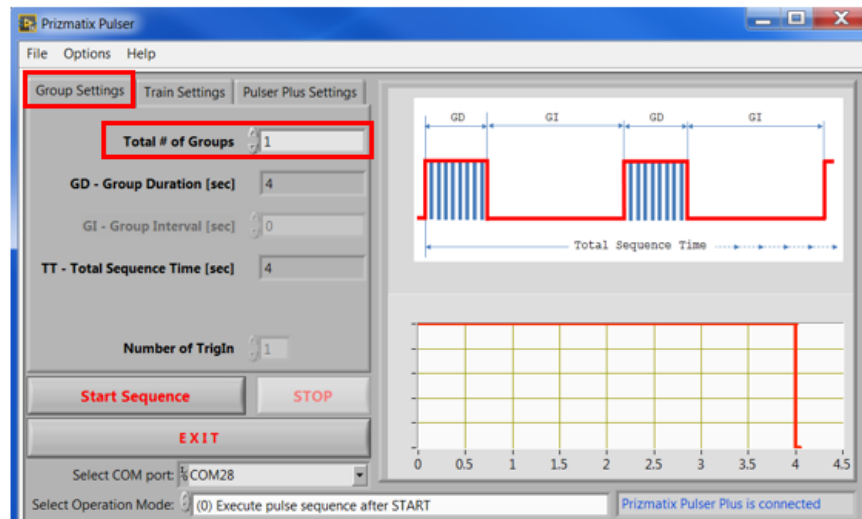 Prizmatix Pulser
File Options Help
Group Settings Train Settings Pulser Plus Settings
Total # of Groups 1
GD - Group Duration [sec] 4
GI - Group Interval [sec] 0
TT - Total Sequence Time [sec] 4
Number of TrigIn 1
Start Sequence STOP
EXIT
Select COM port: COM28
Select Operation Mode: (0) Execute pulse sequence after START
GD GI GD GI
Total Sequence Time
0 0.5 1 1.5 2 2.5 3 3.5 4 4.5
Prizmatix Pulser Plus is connected